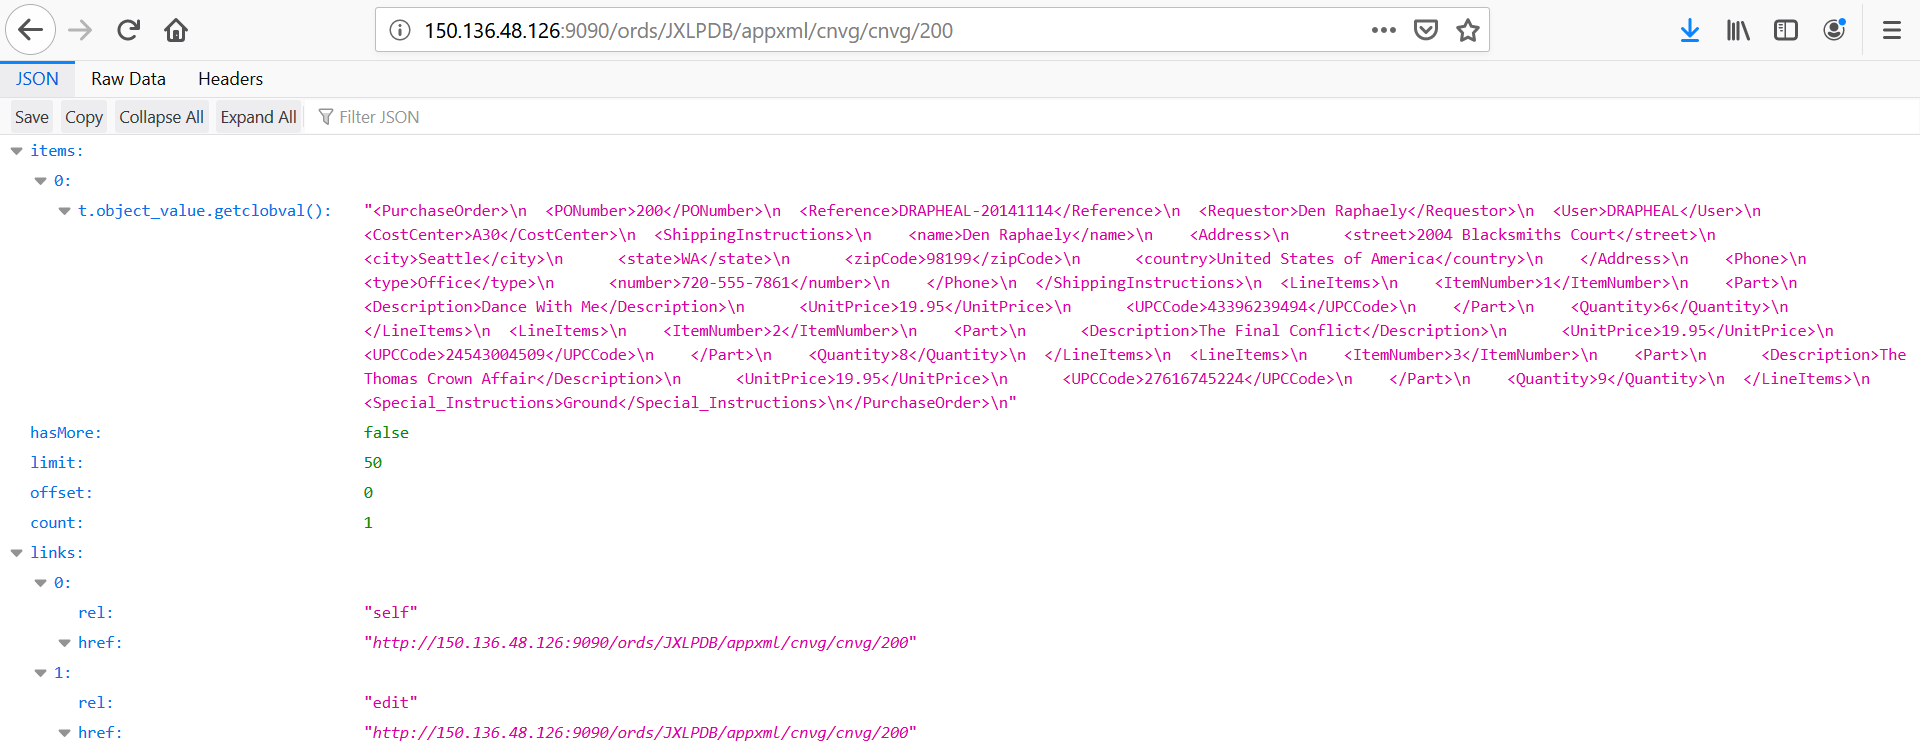 150.136.48.126:9090/ords/JXLPDB/appxml/cnvg/cnvg/200
JSON Raw Data Headers
Save Copy Collapse All Expand All Filter JSON
items:
0:
t.object_value.getclobval(): "<PurchaseOrder>\n <PONumber>200</PONumber>\n <Reference>DRAPHEAL-20141114</Reference>\n <Requestor>Den Raphaely</Requestor>\n <User>DRAPHEAL</User>\n
<CostCenter>A30</CostCenter>\n <ShippingInstructions>\n <name>Den Raphaely</name>\n <Address>\n <street>2004 Blacksmiths Court</street>\n
<city>Seattle</city>\n <state>WA</state>\n <zipCode>98199</zipCode>\n <country>United States of America</country>\n </Address>\n <Phone>\n
<type>Office</type>\n <number>720-555-7861</number>\n </Phone>\n </ShippingInstructions>\n <LineItems>\n <ItemNumber>1</ItemNumber>\n <Part>\n
<Description>Dance With Me</Description>\n <UnitPrice>19.95</UnitPrice>\n <UPCCode>43396239494</UPCCode>\n </Part>\n <Quantity>6</Quantity>\n
</LineItems>\n <LineItems>\n <ItemNumber>2</ItemNumber>\n <Part>\n <Description>The Final Conflict</Description>\n <UnitPrice>19.95</UnitPrice>\n
<UPCCode>24543004509</UPCCode>\n </Part>\n <Quantity>8</Quantity>\n </LineItems>\n <LineItems>\n <ItemNumber>3</ItemNumber>\n <Part>\n <Description>The
Thomas Crown Affair</Description>\n <UnitPrice>19.95</UnitPrice>\n <UPCCode>27616745224</UPCCode>\n </Part>\n <Quantity>9</Quantity>\n </LineItems>\n
<Special_Instructions>Ground</Special_Instructions>\n</PurchaseOrder>\n"
hasMore: false
limit: 50
offset: 0
count: 1
links:
0:
rel: "self"
href: "http://150.136.48.126:9090/ords/JXLPDB/appxml/cnvg/cnvg/200"
1:
rel: "edit"
href: "http://150.136.48.126:9090/ords/JXLPDB/appxml/cnvg/cnvg/200"